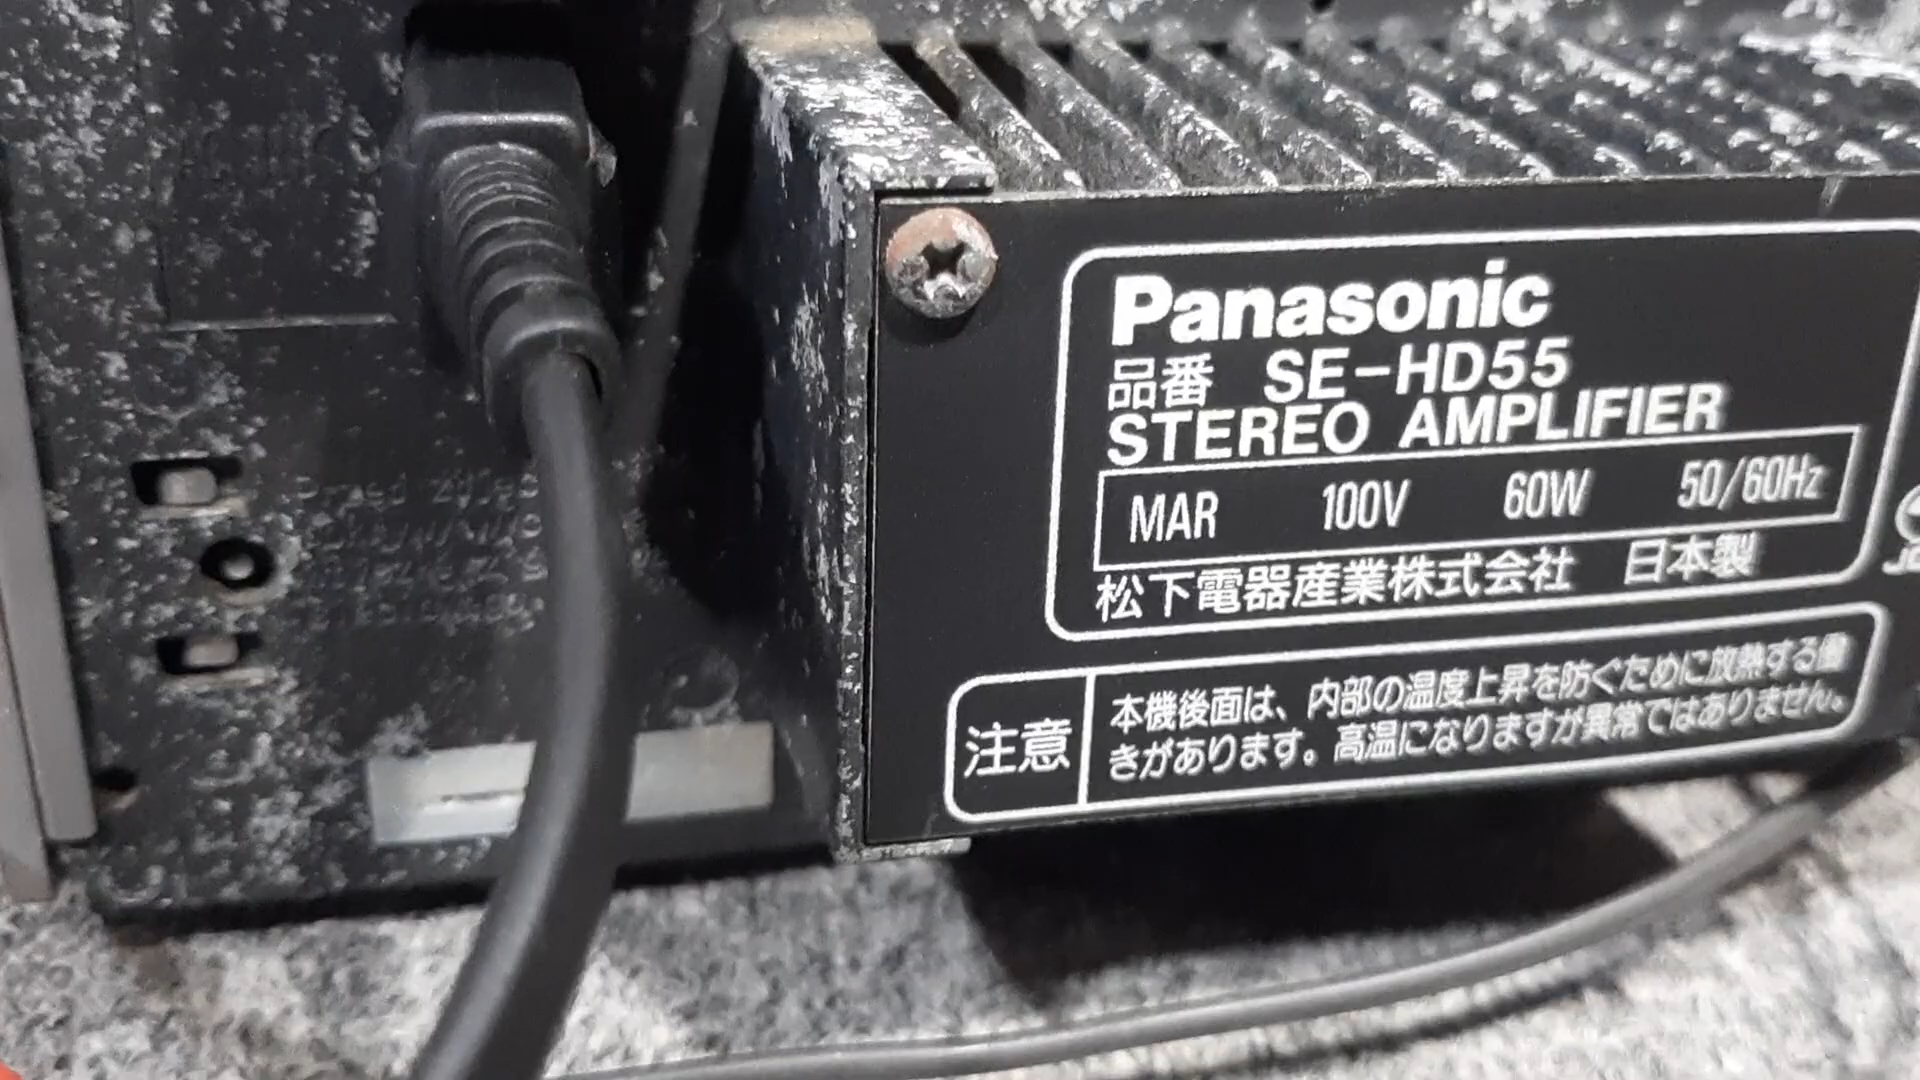 Panasonic
品番 SE-HD55
STEREO AMPLIFIER
MAR 100V 60W 50/60Hz
松下電器産業株式会社 日本製
注意
本機後面は、内部の温度上昇を防ぐために放熱する働
きがあります。高温になりますが異常ではありません。